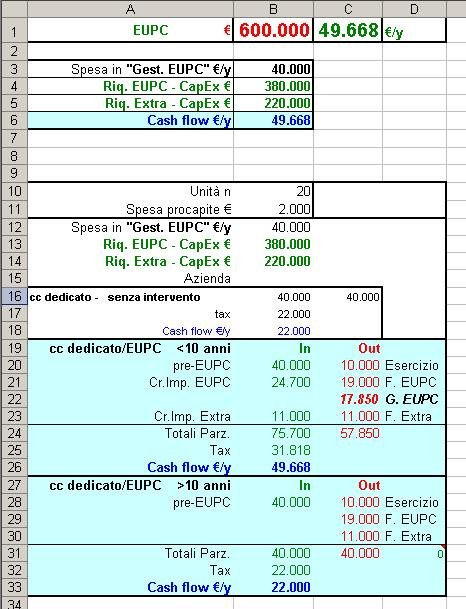 A B C D
1 EUPC € 600.000 49.668 €/y
2
3 Spesa in "Gest. EUPC" €/y 40.000
4 Riq. EUPC - CapEx € 380.000
5 Riq. Extra - CapEx € 220.000
6 Cash flow €/y 49.668
7
8
9
10 Unità n 20
11 Spesa procapite € 2.000
12 Spesa in "Gest. EUPC" €/y 40.000
13 Riq. EUPC - CapEx € 380.000
14 Riq. Extra - CapEx € 220.000
15 Azienda
16 cc dedicato - senza intervento 40.000 40.000
17 tax 22.000
18 Cash flow €/y 22.000
19 cc dedicato/EUPC <10 anni In Out
20 pre-EUPC 40.000 10.000 Esercizio
21 Cr.Imp. EUPC 24.700 19.000 F. EUPC
22 17.850 G. EUPC
23 Cr.Imp. Extra 11.000 11.000 F. Extra
24 Totali Parz. 75.700 57.850
25 Tax 31.818
26 Cash flow €/y 49.668
27 cc dedicato/EUPC >10 anni In Out
28 pre-EUPC 40.000 10.000 Esercizio
29 19.000 F. EUPC
30 11.000 F. Extra
31 Totali Parz. 40.000 40.000 0
32 Tax 22.000
33 Cash flow €/y 22.000
34